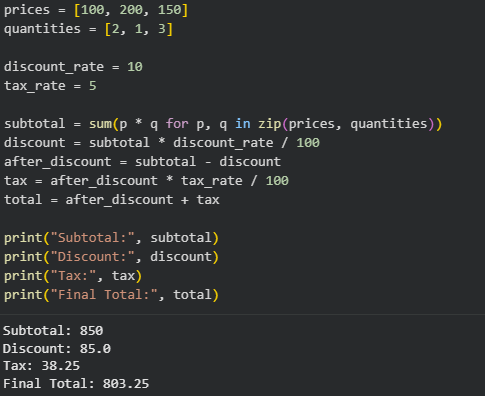 prices = [100, 200, 150]
quantities = [2, 1, 3]

discount_rate = 10
tax_rate = 5

subtotal = sum(p * q for p, q in zip(prices, quantities))
discount = subtotal * discount_rate / 100
after_discount = subtotal - discount
tax = after_discount * tax_rate / 100
total = after_discount + tax

print("Subtotal:", subtotal)
print("Discount:", discount)
print("Tax:", tax)
print("Final Total:", total)

Subtotal: 850
Discount: 85.0
Tax: 38.25
Final Total: 803.25